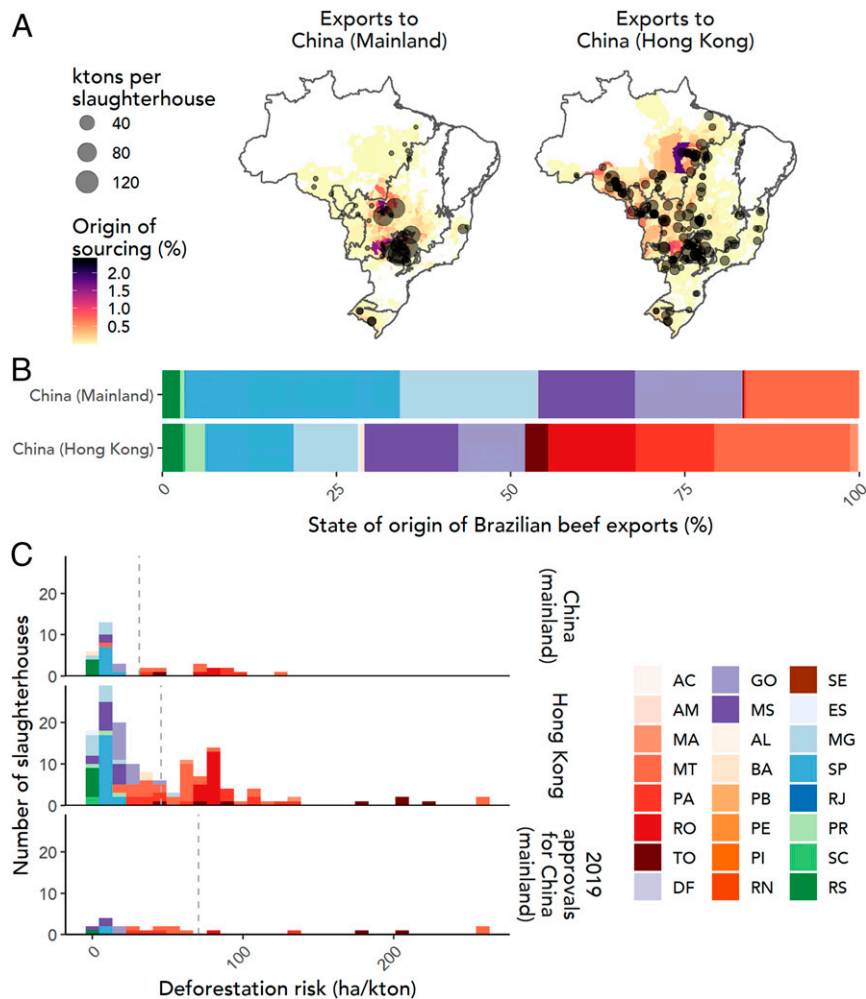 A
Exports to
China (Mainland)
Exports to
China (Hong Kong)
ktons per
slaughterhouse
40
80
120
Origin of
sourcing (%)
2.0
1.5
1.0
0.5
B
China (Mainland)
China (Hong Kong)
0
25
50
75
100
State of origin of Brazilian beef exports (%)
C
Number of slaughterhouses
20
10
0
China
(mainland)
20
10
0
Hong Kong
20
10
0
2019
approvals
for China
(mainland)
0
100
200
Deforestation risk (ha/kton)
AC
AM
MA
MT
PA
RO
TO
DF
GO
MS
AL
BA
PB
PE
PI
RN
SE
ES
MG
SP
RJ
PR
SC
RS